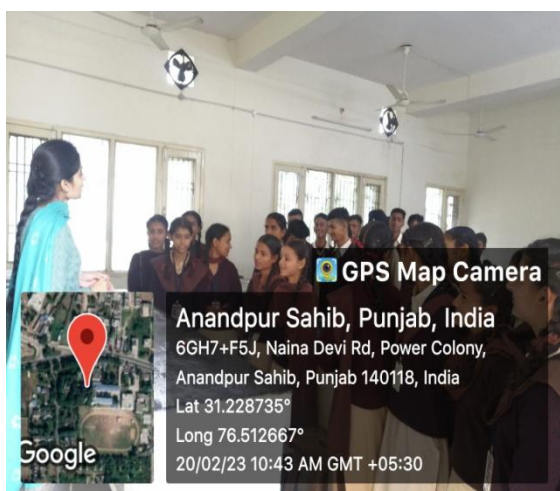 GPS Map Camera
Anandpur Sahib, Punjab, India
6GH7+F5J, Naina Devi Rd, Power Colony,
Anandpur Sahib, Punjab 140118, India
Lat 31.228735°
Long 76.512667°
20/02/23 10:43 AM GMT +05:30
Google